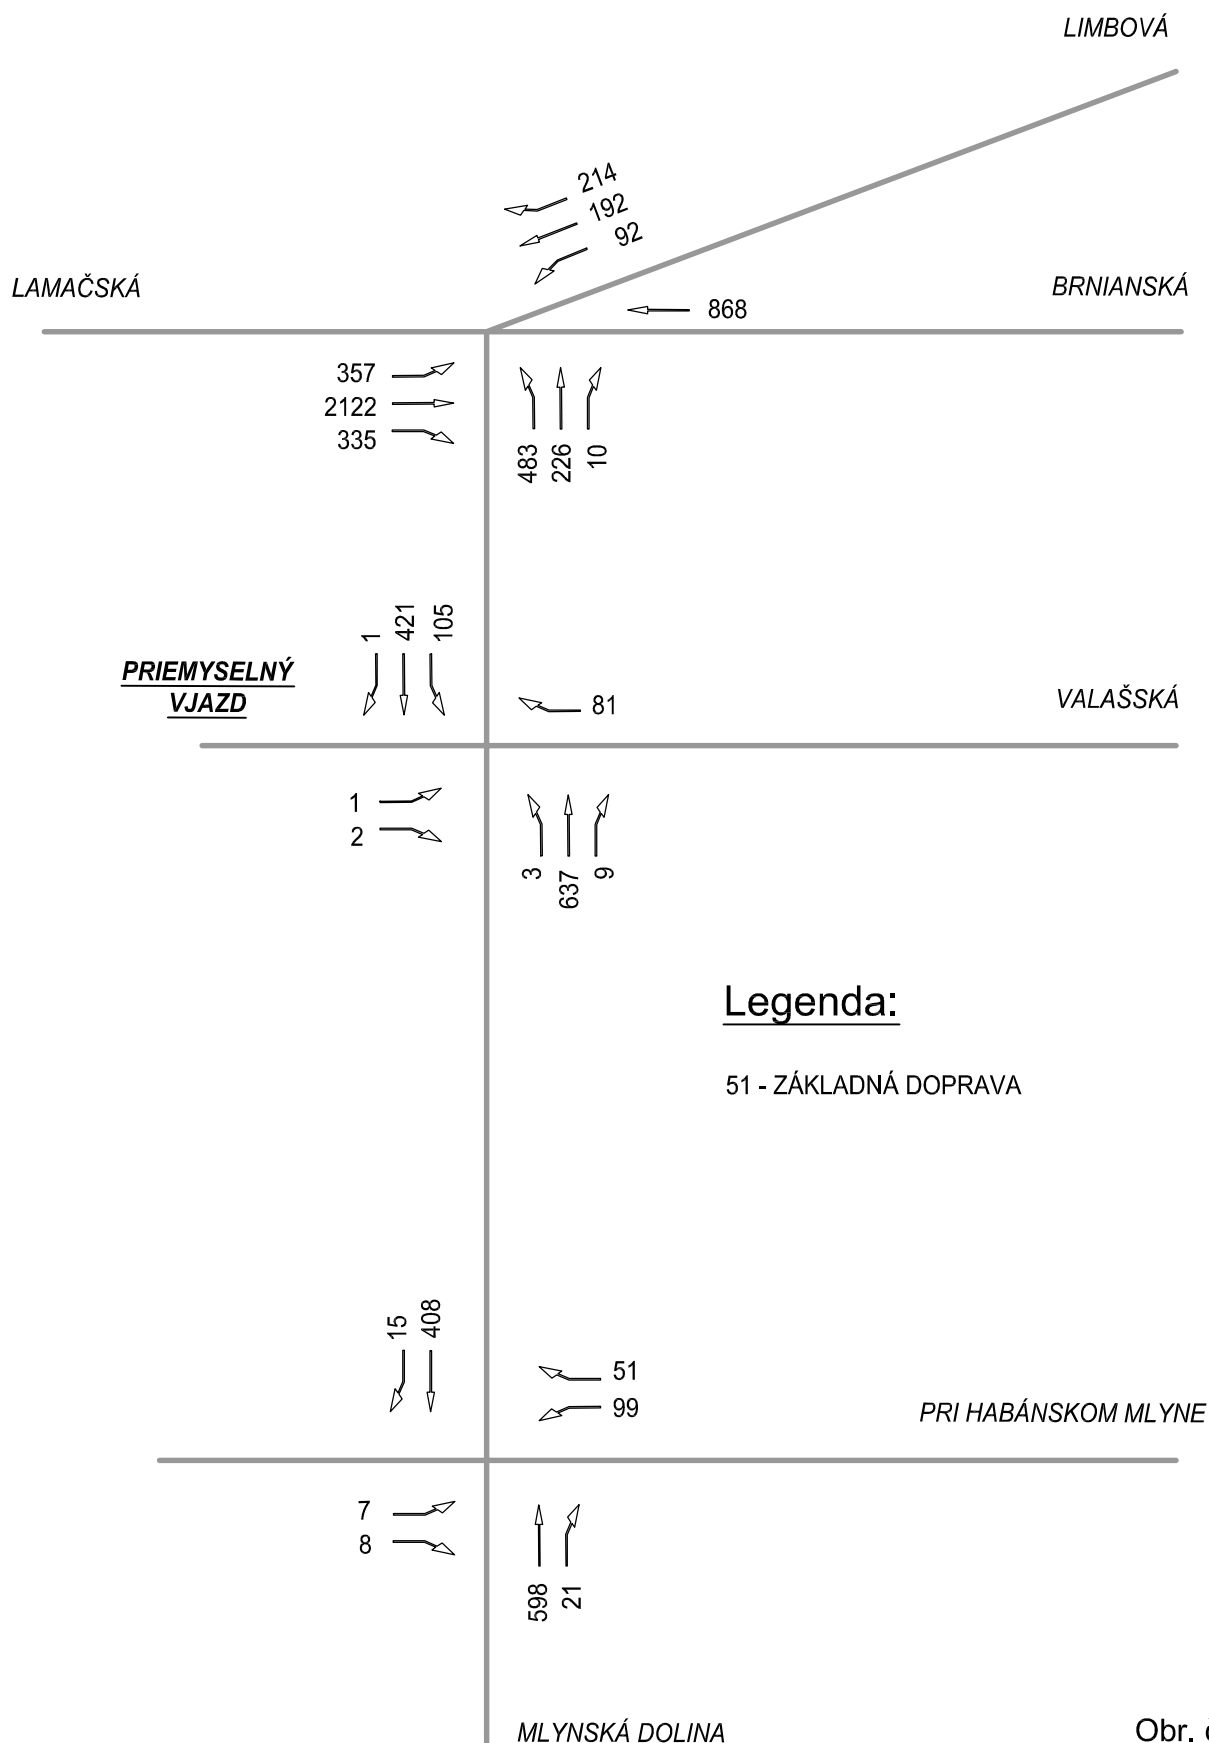 LIMBOVÁ
214
192
92
LAMAČSKÁ
BRNIANSKÁ
868
357
2122
335
483
226
10
1
421
105
PRIEMYSELNÝ
VJAZD
81
VALAŠSKÁ
1
2
3
637
9
Legenda:
51 - ZÁKLADNÁ DOPRAVA
15
408
51
99
PRI HABÁNSKOM MLYNE
7
8
598
21
MLYNSKÁ DOLINA
Obr.